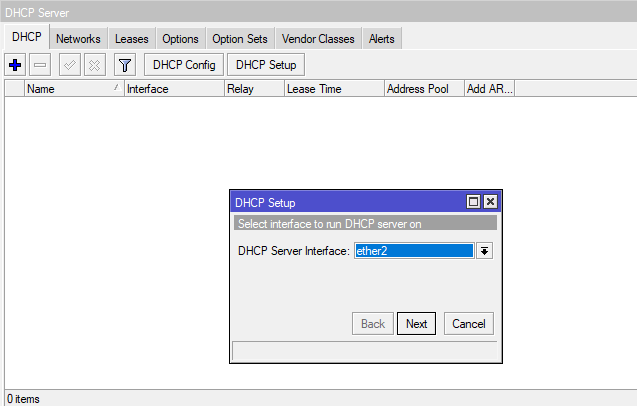 DHCP Server
DHCP Networks Leases Options Option Sets Vendor Classes Alerts
DHCP Config DHCP Setup
Name / Interface Relay Lease Time Address Pool Add AR...
DHCP Setup
Select interface to run DHCP server on
DHCP Server Interface: ether2
Back Next Cancel
0 items